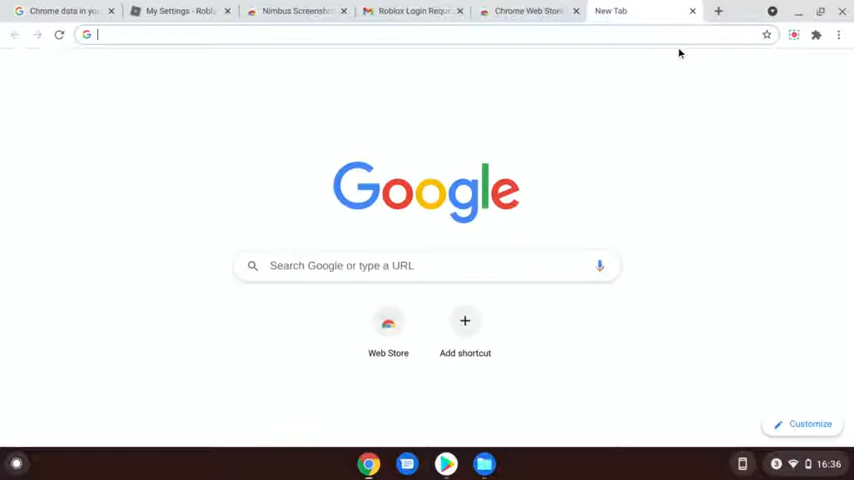 Chrome data in you
My Settings - Robl
Nimbus Screensho
Roblox Login Requ
Chrome Web Store
New Tab
Google
Search Google or type a URL
Web Store
Add shortcut
Customize
3
16:36